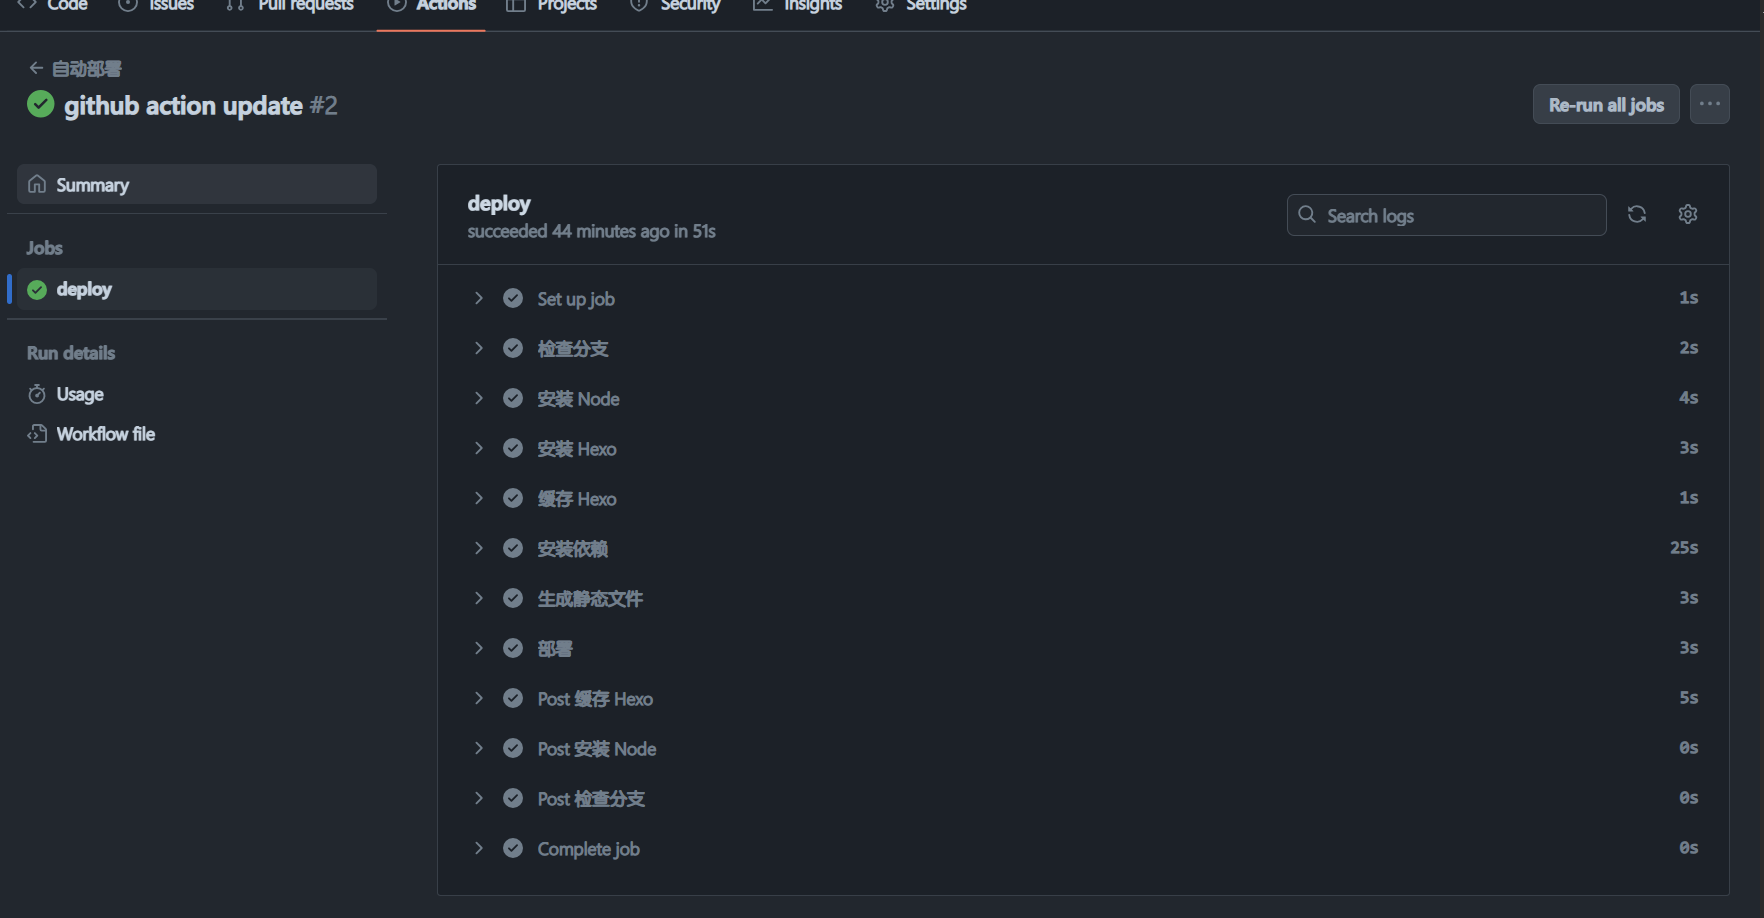 Code Issues Pull requests Actions Projects Security Insights Settings
自动部署
github action update #2
Re-run all jobs
Summary
Jobs
deploy
Run details
Usage
Workflow file
deploy
succeeded 44 minutes ago in 51s
Search logs
Set up job 1s
检查分支 2s
安装 Node 4s
安装 Hexo 3s
缓存 Hexo 1s
安装依赖 25s
生成静态文件 3s
部署 3s
Post 缓存 Hexo 5s
Post 安装 Node 0s
Post 检查分支 0s
Complete job 0s